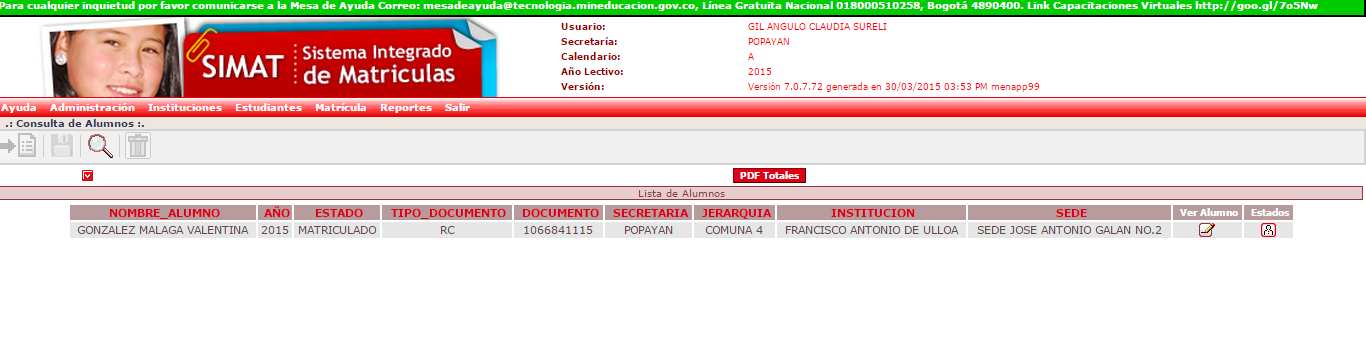 Para cualquier inquietud por favor comunicarse a la Mesa de Ayuda Correo: mesadeayuda@tecnologia.mineducacion.gov.co, Línea Gratuita Nacional 018000510258, Bogotá 4890400. Link Capacitaciones Virtuales http://goo.gl/7o5Nw
SIMAT Sistema Integrado de Matriculas
Usuario: GIL ANGULO CLAUDIA SURELI
Secretaría: POPAYAN
Calendario: A
Año Lectivo: 2015
Versión: Versión 7.0.7.72 generada en 30/03/2015 03:53 PM menapp99
Ayuda Administración Instituciones Estudiantes Matrícula Reportes Salir
.: Consulta de Alumnos :.
PDF Totales
Lista de Alumnos
NOMBRE_ALUMNO AÑO ESTADO TIPO_DOCUMENTO DOCUMENTO SECRETARIA JERARQUIA INSTITUCION SEDE Ver Alumno Estados
GONZALEZ MALAGA VALENTINA 2015 MATRICULADO RC 1066841115 POPAYAN COMUNA 4 FRANCISCO ANTONIO DE ULLOA SEDE JOSE ANTONIO GALAN NO.2